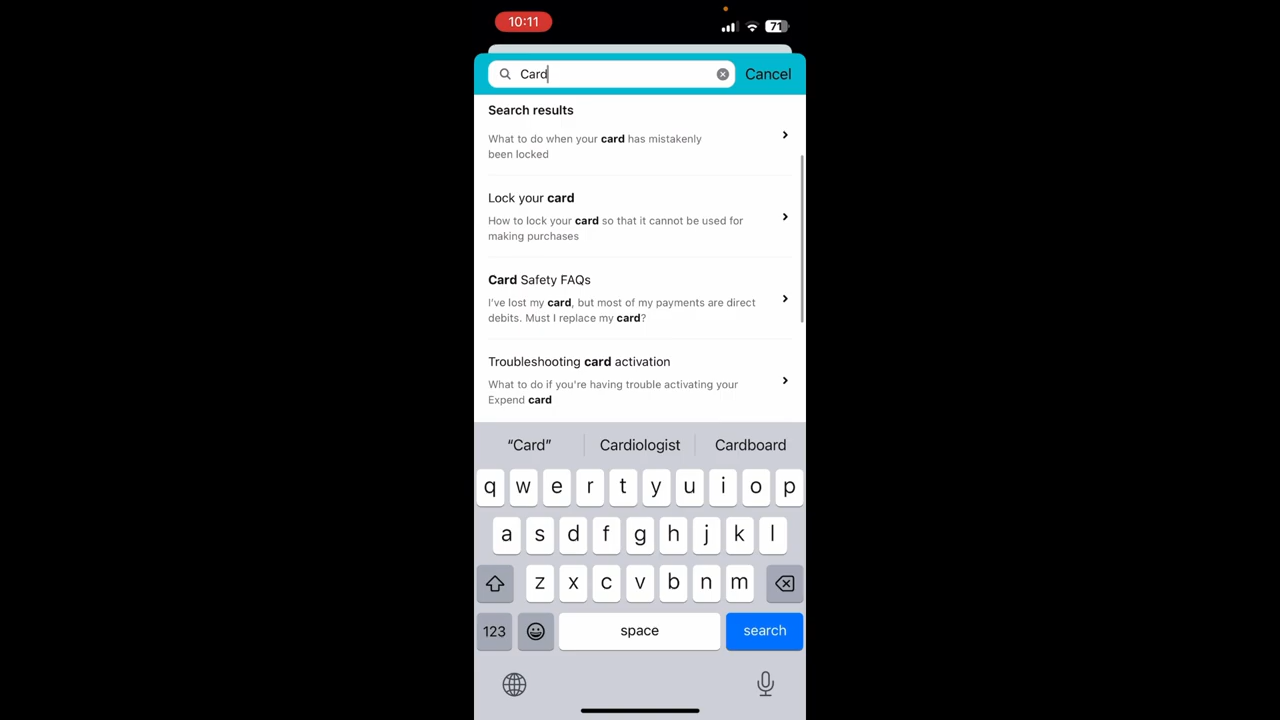 10:11
71
Card
Cancel
Search results
What to do when your card has mistakenly
been locked
Lock your card
How to lock your card so that it cannot be used for
making purchases
Card Safety FAQs
I've lost my card, but most of my payments are direct
debits. Must I replace my card?
Troubleshooting card activation
What to do if you're having trouble activating your
Expend card
“Card” Cardiologist Cardboard
q w e r t y u i o p
a s d f g h j k l
z x c v b n m
123 space search